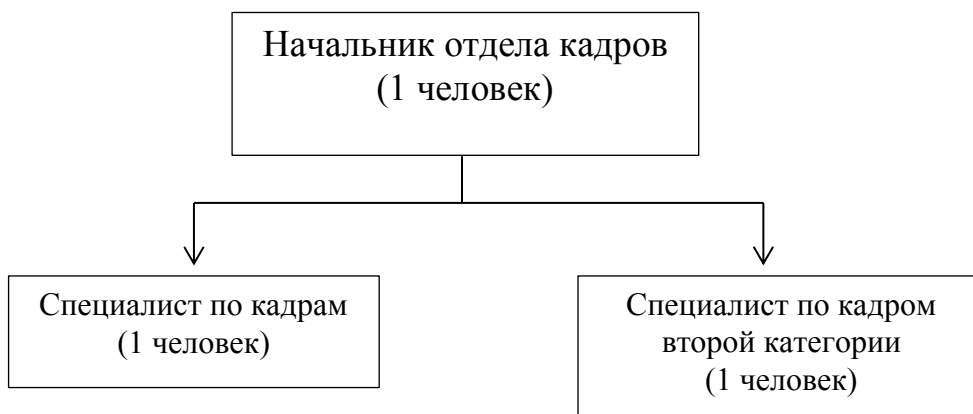 Начальник отдела кадров
(1 человек)
Специалист по кадрам
(1 человек)
Специалист по кадром
второй категории
(1 человек)